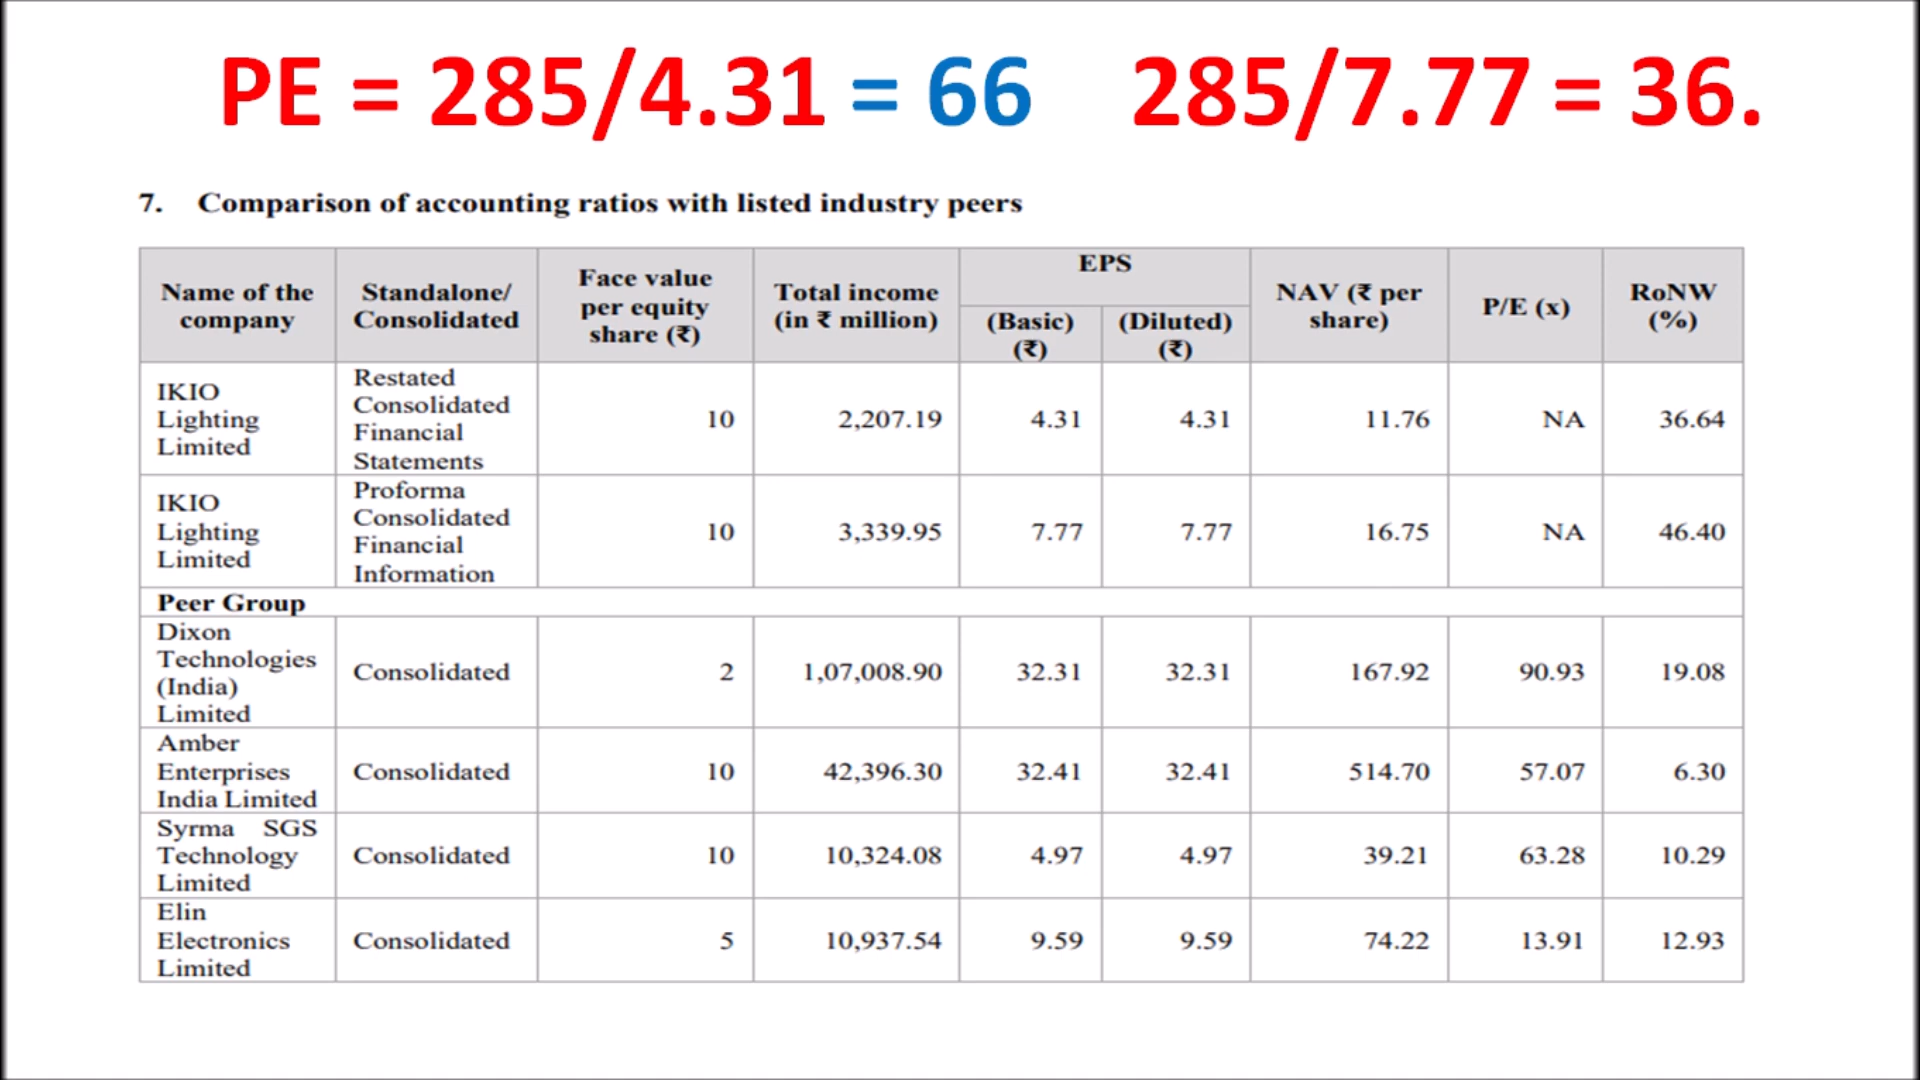 PE = 285/4.31 = 66 285/7.77 = 36.
7. Comparison of accounting ratios with listed industry peers
Name of the company Standalone/ Consolidated Face value per equity share (₹) Total income (in ₹ million) EPS NAV (₹ per share) P/E (x) RoNW (%)
(Basic) (₹) (Diluted) (₹)
IKIO Lighting Limited Restated Consolidated Financial Statements 10 2,207.19 4.31 4.31 11.76 NA 36.64
IKIO Lighting Limited Proforma Consolidated Financial Information 10 3,339.95 7.77 7.77 16.75 NA 46.40
Peer Group
Dixon Technologies (India) Limited Consolidated 2 1,07,008.90 32.31 32.31 167.92 90.93 19.08
Amber Enterprises India Limited Consolidated 10 42,396.30 32.41 32.41 514.70 57.07 6.30
Syrma SGS Technology Limited Consolidated 10 10,324.08 4.97 4.97 39.21 63.28 10.29
Elin Electronics Limited Consolidated 5 10,937.54 9.59 9.59 74.22 13.91 12.93